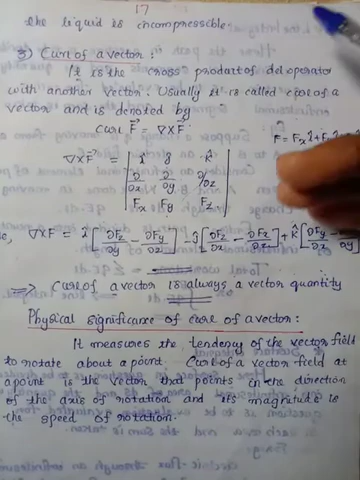 17
the liquid is incompressible.
3) Curl of a vector:
It is the cross product of del operator
with another vector. Usually it is called curl of a
vector and is denoted by
Curl F⃗ = ∇×F⃗
F⃗ = Fx î + Fy
∇×F⃗ = | î ĵ k̂ |
| ∂/∂x ∂/∂y ∂/∂z |
| Fx Fy Fz |
∇×F = î [∂Fz/∂y − ∂Fy/∂z] − ĵ [∂Fz/∂x − ∂Fx/∂z] + k̂ [∂Fy/∂x − ∂Fx/∂y]
⇒ Curl of a vector is always a vector quantity
Physical significance of curl of a vector:
It measures the tendency of the vector field
to rotate about a point. Curl of a vector field at
a point is the vector that points in the direction
of the axis of rotation and its magnitude is
the speed of rotation.